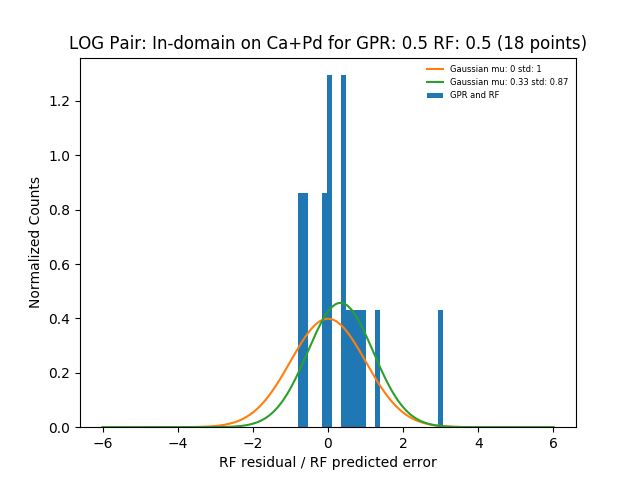 LOG Pair: In-domain on Ca+Pd for GPR: 0.5 RF: 0.5 (18 points)
Gaussian mu: 0 std: 1
Gaussian mu: 0.33 std: 0.87
GPR and RF
Normalized Counts
1.2
1.0
0.8
0.6
0.4
0.2
0.0
−6 −4 −2 0 2 4 6
RF residual / RF predicted error